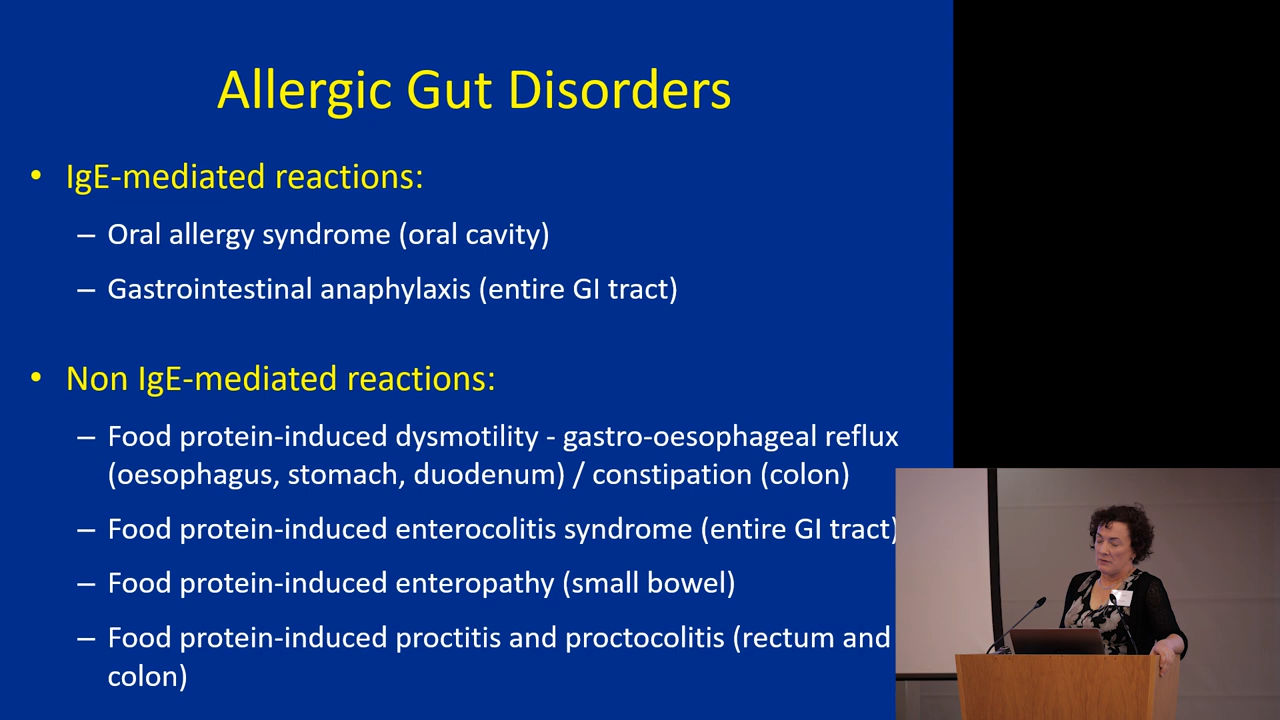 Allergic Gut Disorders
• IgE-mediated reactions:
– Oral allergy syndrome (oral cavity)
– Gastrointestinal anaphylaxis (entire GI tract)
• Non IgE-mediated reactions:
– Food protein-induced dysmotility - gastro-oesophageal reflux
(oesophagus, stomach, duodenum) / constipation (colon)
– Food protein-induced enterocolitis syndrome (entire GI tract)
– Food protein-induced enteropathy (small bowel)
– Food protein-induced proctitis and proctocolitis (rectum and
colon)